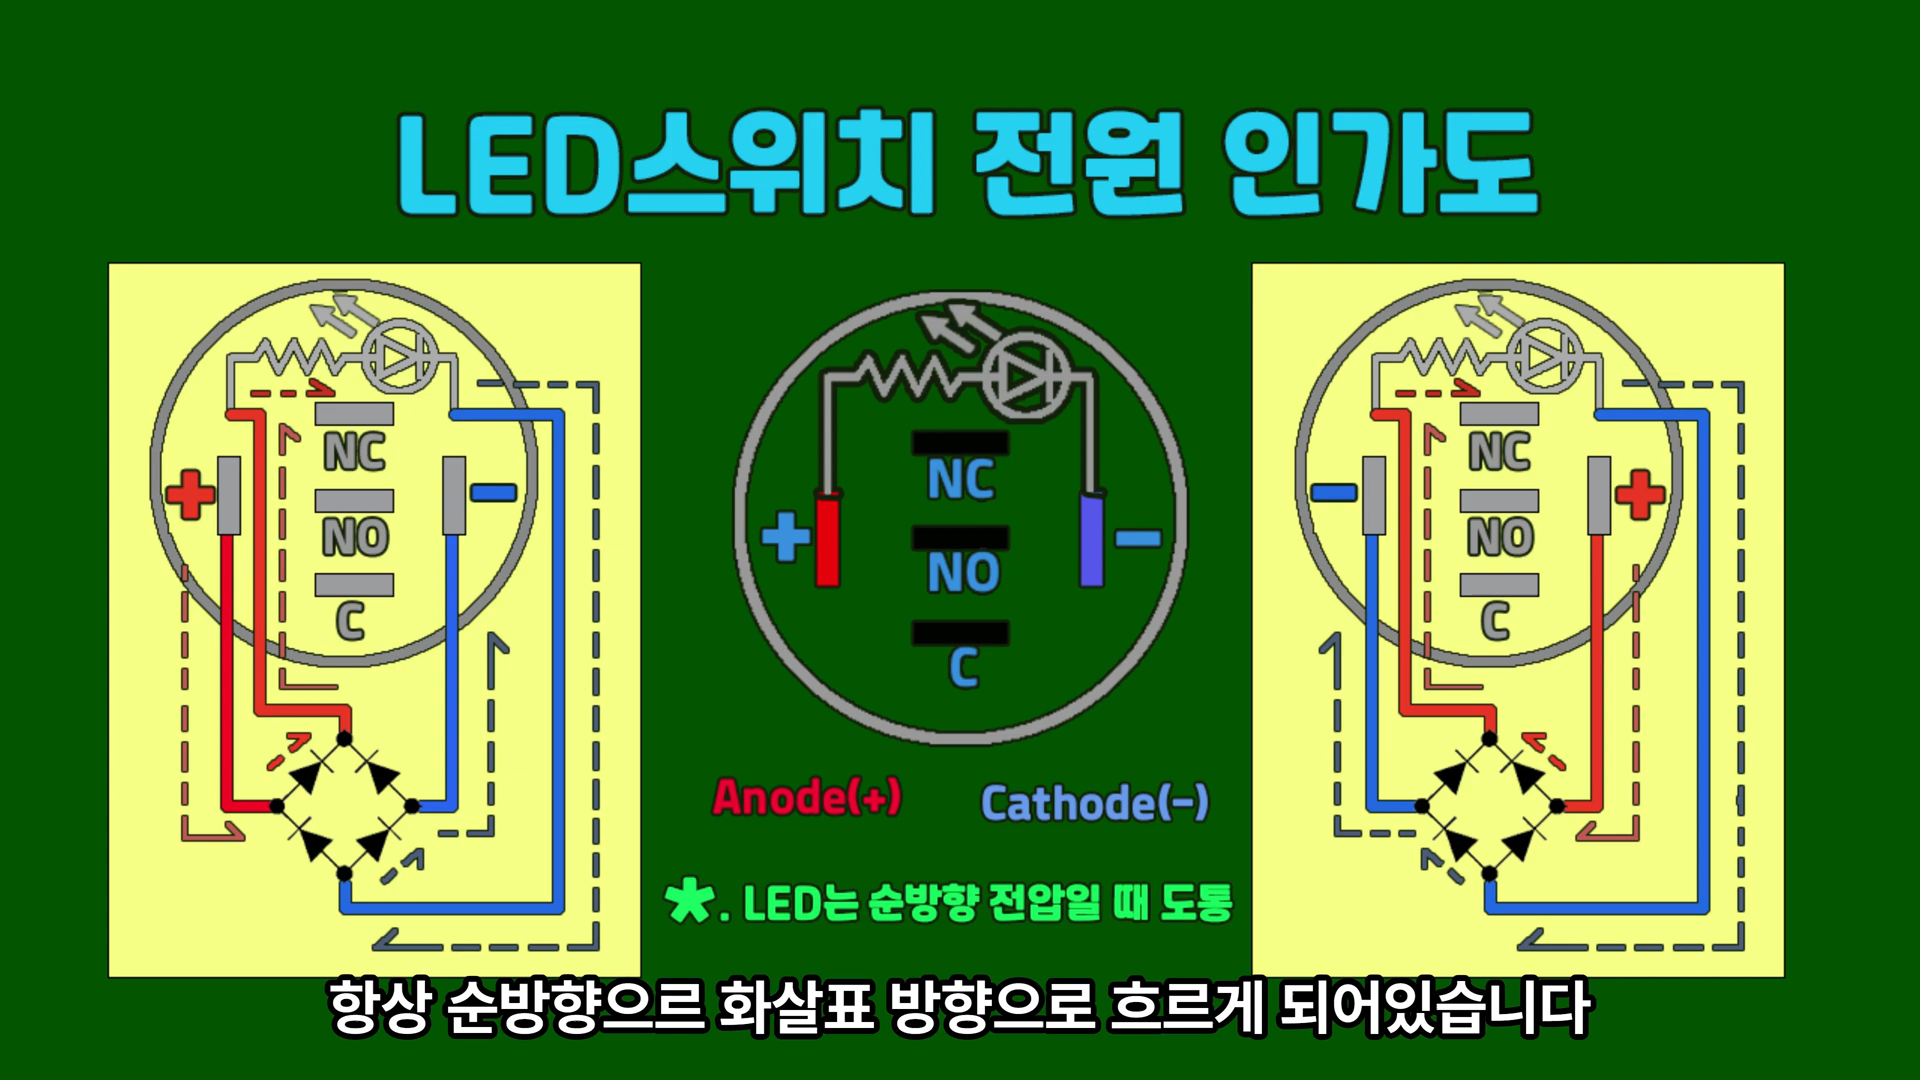 LED스위치 전원 인가도
NC
NO
C
+
-
NC
NO
C
+
-
NC
NO
C
-
+
Anode(+)
Cathode(-)
*. LED는 순방향 전압일 때 도통
항상 순방향으르 화살표 방향으로 흐르게 되어있습니다